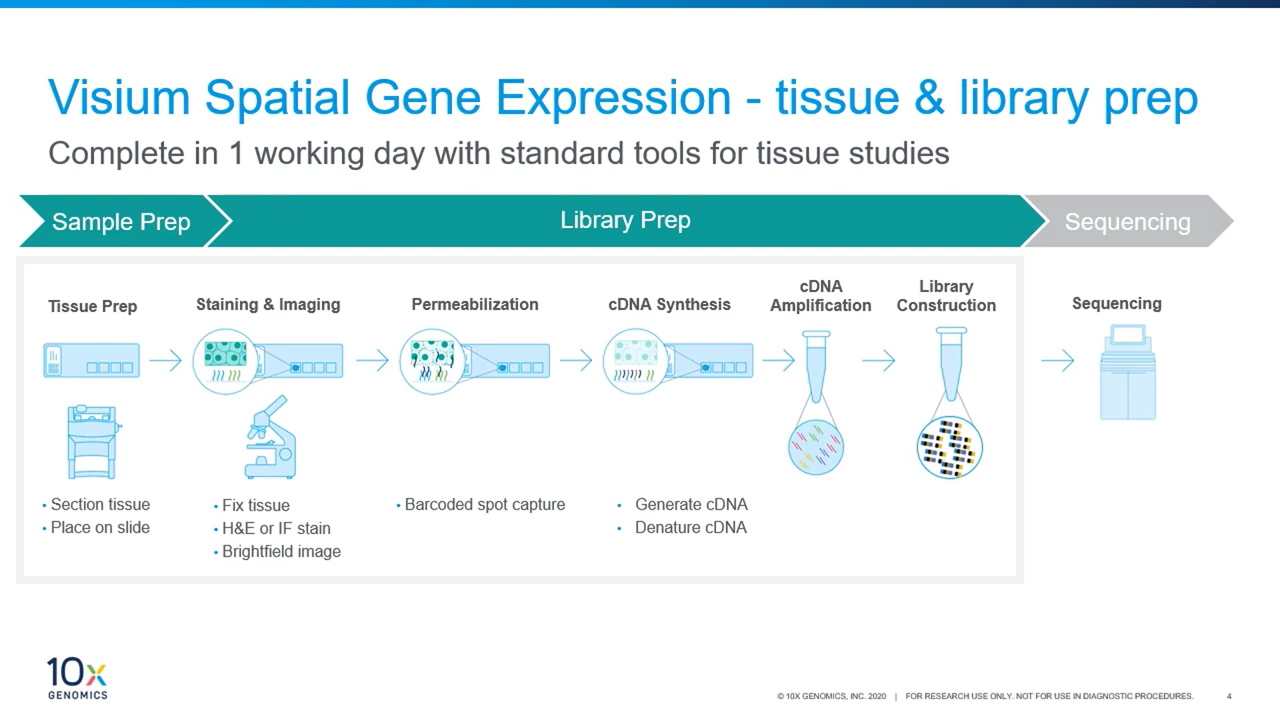 Visium Spatial Gene Expression - tissue & library prep
Complete in 1 working day with standard tools for tissue studies
Sample Prep
Library Prep
Sequencing
Tissue Prep
Staining & Imaging
Permeabilization
cDNA Synthesis
cDNA
Amplification
Library
Construction
Sequencing
• Section tissue
• Place on slide
• Fix tissue
• H&E or IF stain
• Brightfield image
• Barcoded spot capture
• Generate cDNA
• Denature cDNA
10x
GENOMICS
© 10X GENOMICS, INC. 2020 | FOR RESEARCH USE ONLY. NOT FOR USE IN DIAGNOSTIC PROCEDURES. 4